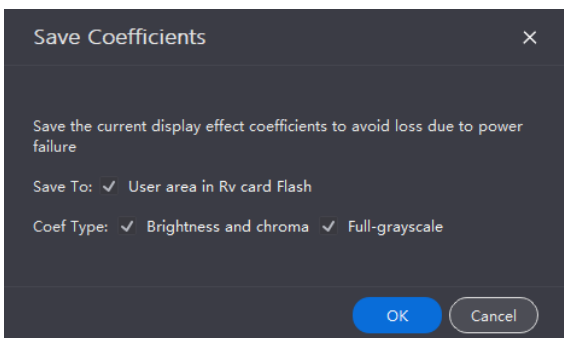 Save Coefficients
Save the current display effect coefficients to avoid loss due to power
failure
Save To: User area in Rv card Flash
Coef Type: Brightness and chroma Full-grayscale
OK Cancel